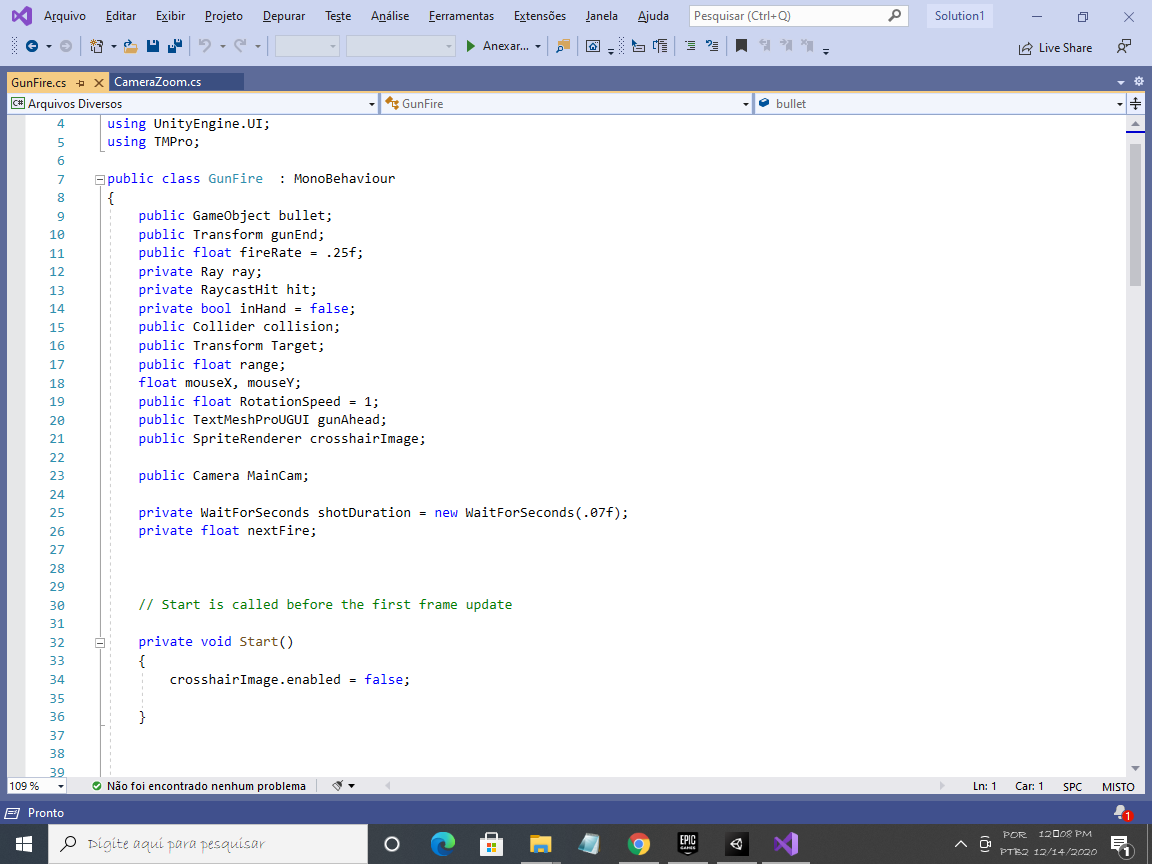 Arquivo Editar Exibir Projeto Depurar Teste Análise Ferramentas Extensões Janela Ajuda Pesquisar (Ctrl+Q) Solution1
Anexar... Live Share
GunFire.cs CameraZoom.cs
C# Arquivos Diversos GunFire bullet
4 using UnityEngine.UI;
5 using TMPro;
6
7 public class GunFire : MonoBehaviour
8 {
9 public GameObject bullet;
10 public Transform gunEnd;
11 public float fireRate = .25f;
12 private Ray ray;
13 private RaycastHit hit;
14 private bool inHand = false;
15 public Collider collision;
16 public Transform Target;
17 public float range;
18 float mouseX, mouseY;
19 public float RotationSpeed = 1;
20 public TextMeshProUGUI gunAhead;
21 public SpriteRenderer crosshairImage;
22
23 public Camera MainCam;
24
25 private WaitForSeconds shotDuration = new WaitForSeconds(.07f);
26 private float nextFire;
27
28
29
30 // Start is called before the first frame update
31
32 private void Start()
33 {
34 crosshairImage.enabled = false;
35
36 }
37
38
39
109 % Não foi encontrado nenhum problema Ln: 1 Car: 1 SPC MISTO
Pronto 1
Digite aqui para pesquisar EPIC GAMES POR 12:08 PM
PTB2 12/14/2020 1